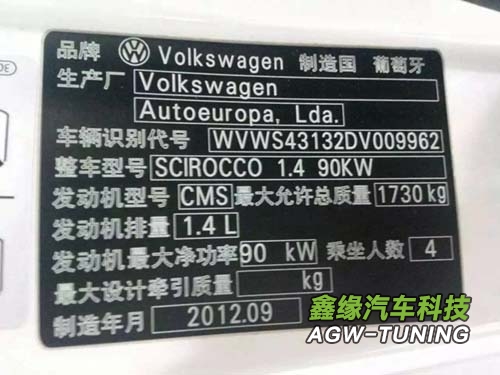 品牌 Volkswagen 制造国 葡萄牙
生产厂 Volkswagen
Autoeuropa, Lda.
车辆识别代号 WVWS43132DV009962
整车型号 SCIROCCO 1.4 90KW
发动机型号 CMS 最大允许总质量 1730 kg
发动机排量 1.4 L
发动机最大净功率 90 kW 乘坐人数 4
最大设计牵引质量 kg
制造年月 2012.09
鑫缘汽车科技
AGW-TUNING